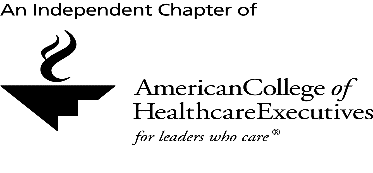 An Independent Chapter of
AmericanCollege of
HealthcareExecutives
for leaders who care®